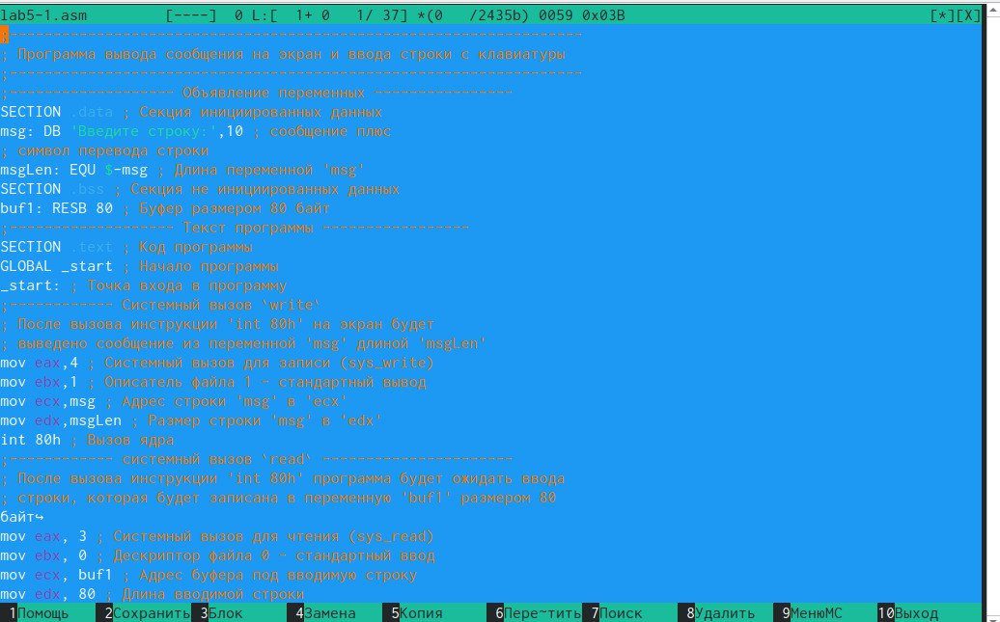 lab5-1.asm [----] 0 L:[ 1+ 0 1/ 37] *(0 /2435b) 0059 0x03B [*][X]
;------------------------------------------------------------------
; Программа вывода сообщения на экран и ввода строки с клавиатуры
;------------------------------------------------------------------
;------------------- Объявление переменных ----------------
SECTION .data ; Секция инициированных данных
msg: DB 'Введите строку:',10 ; сообщение плюс
; символ перевода строки
msgLen: EQU $-msg ; Длина переменной 'msg'
SECTION .bss ; Секция не инициированных данных
buf1: RESB 80 ; Буфер размером 80 байт
;------------------- Текст программы -----------------
SECTION .text ; Код программы
GLOBAL _start ; Начало программы
_start: ; Точка входа в программу
;------------ Системный вызов `write`
; После вызова инструкции 'int 80h' на экран будет
; выведено сообщение из переменной 'msg' длиной 'msgLen'
mov eax,4 ; Системный вызов для записи (sys_write)
mov ebx,1 ; Описатель файла 1 - стандартный вывод
mov ecx,msg ; Адрес строки 'msg' в 'ecx'
mov edx,msgLen ; Размер строки 'msg' в 'edx'
int 80h ; Вызов ядра
;------------ системный вызов `read` ----------------------
; После вызова инструкции 'int 80h' программа будет ожидать ввода
; строки, которая будет записана в переменную 'buf1' размером 80
байт↪
mov eax, 3 ; Системный вызов для чтения (sys_read)
mov ebx, 0 ; Дескриптор файла 0 - стандартный ввод
mov ecx, buf1 ; Адрес буфера под вводимую строку
mov edx, 80 ; Длина вводимой строки
1Помощь 2Сохранить 3Блок 4Замена 5Копия 6Пере~тить 7Поиск 8Удалить 9МенюМС 10Выход